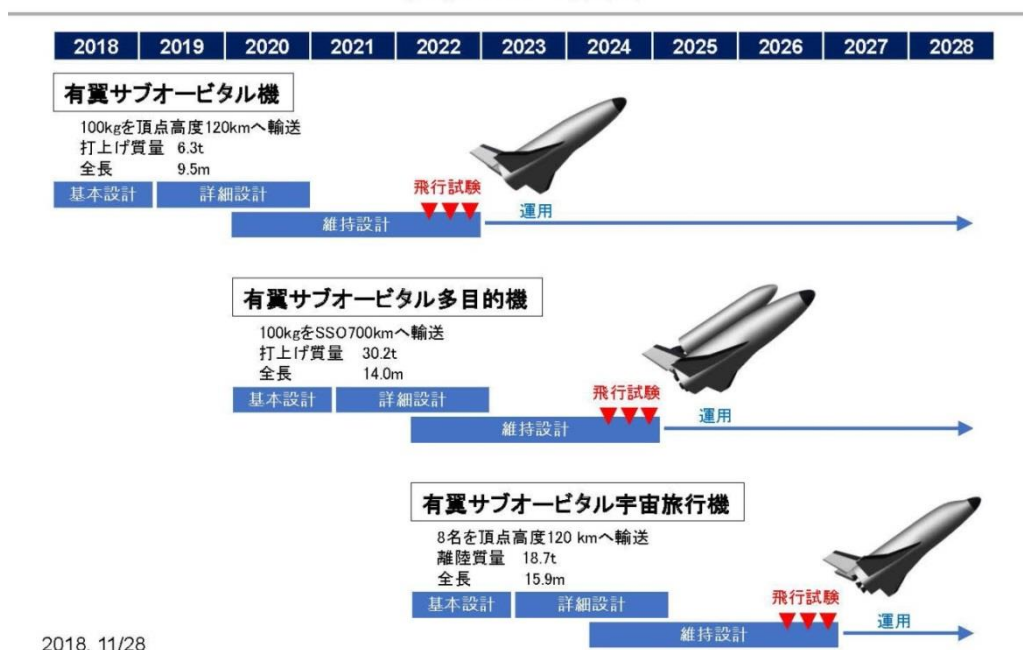 2018 2019 2020 2021 2022 2023 2024 2025 2026 2027 2028
有翼サブオービタル機
100kgを頂点高度120kmへ輸送
打上げ質量 6.3t
全長 9.5m
基本設計 詳細設計
飛行試験
維持設計
運用
有翼サブオービタル多目的機
100kgをSSO700kmへ輸送
打上げ質量 30.2t
全長 14.0m
基本設計 詳細設計
飛行試験
維持設計
運用
有翼サブオービタル宇宙旅行機
8名を頂点高度120 kmへ輸送
離陸質量 18.7t
全長 15.9m
基本設計 詳細設計
飛行試験
維持設計
運用
2018. 11/28